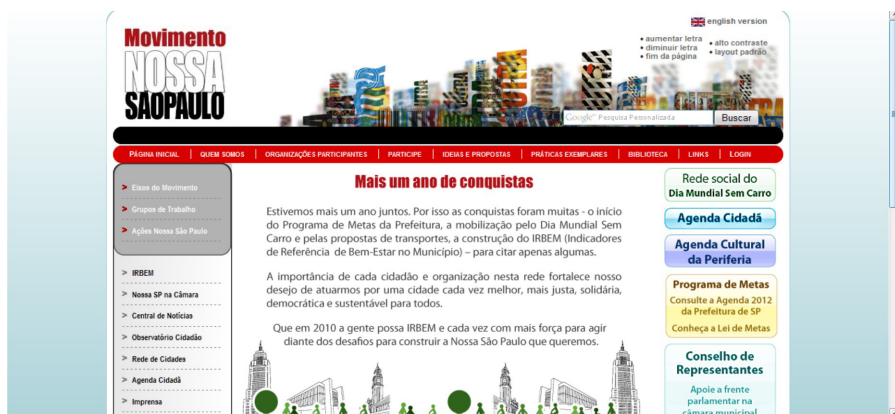 Movimento
NOSSA
SÃOPAULO
english version
• aumentar letra
• diminuir letra
• fim da página
• alto contraste
• layout padrão
Google™ Pesquisa Personalizada
Buscar
PÁGINA INICIAL | QUEM SOMOS | ORGANIZAÇÕES PARTICIPANTES | PARTICIPE | IDEIAS E PROPOSTAS | PRÁTICAS EXEMPLARES | BIBLIOTECA | LINKS | LOGIN
> Eixos do Movimento
> Grupos de Trabalho
> Ações Nossa São Paulo
> IRBEM
> Nossa SP na Câmara
> Central de Notícias
> Observatório Cidadão
> Rede de Cidades
> Agenda Cidadã
> Imprensa
Mais um ano de conquistas
Estivemos mais um ano juntos. Por isso as conquistas foram muitas - o início
do Programa de Metas da Prefeitura, a mobilização pelo Dia Mundial Sem
Carro e pelas propostas de transportes, a construção do IRBEM (Indicadores
de Referência de Bem-Estar no Município) – para citar apenas algumas.
A importância de cada cidadão e organização nesta rede fortalece nosso
desejo de atuarmos por uma cidade cada vez melhor, mais justa, solidária,
democrática e sustentável para todos.
Que em 2010 a gente possa IRBEM e cada vez com mais força para agir
diante dos desafios para construir a Nossa São Paulo que queremos.
Rede social do
Dia Mundial Sem Carro
Agenda Cidadã
Agenda Cultural
da Periferia
Programa de Metas
Consulte a Agenda 2012
da Prefeitura de SP
Conheça a Lei de Metas
Conselho de
Representantes
Apoie a frente
parlamentar na
câmara municipal